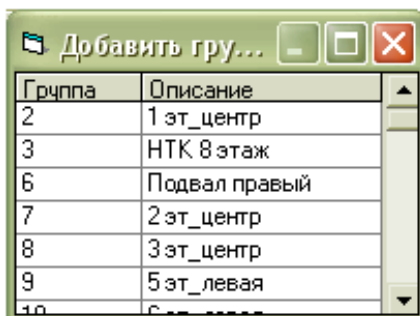 Добавить гру...
Группа Описание
2 1 эт_центр
3 НТК 8 этаж
6 Подвал правый
7 2 эт_центр
8 3 эт_центр
9 5 эт_левая